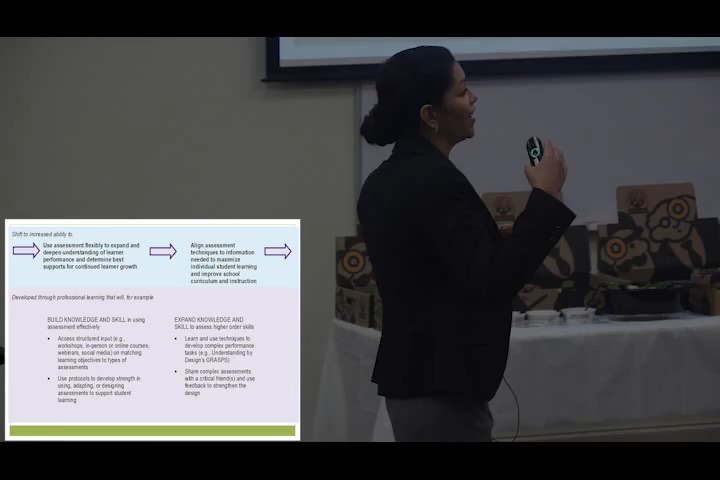 Shift to increased ability to,
Use assessment flexibly to expand and
deepen understanding of learner
performance and determine best
supports for continued learner growth
Align assessment
techniques to information
needed to maximize
individual student learning
and improve school
curriculum and instruction
Developed through professional learning that will, for example
BUILD KNOWLEDGE AND SKILL in using
assessment effectively
• Access structured input (e.g.,
workshops, in-person or online courses,
webinars, social media) on matching
learning objectives to types of
assessments
• Use protocols to develop strength in
using, adapting, or designing
assessments to support student
learning
EXPAND KNOWLEDGE AND
SKILL to assess higher order skills
• Learn and use techniques to
develop complex performance
tasks (e.g., Understanding by
Design's GRASPS)
• Share complex assessments
with a critical friend(s) and use
feedback to strengthen the
design